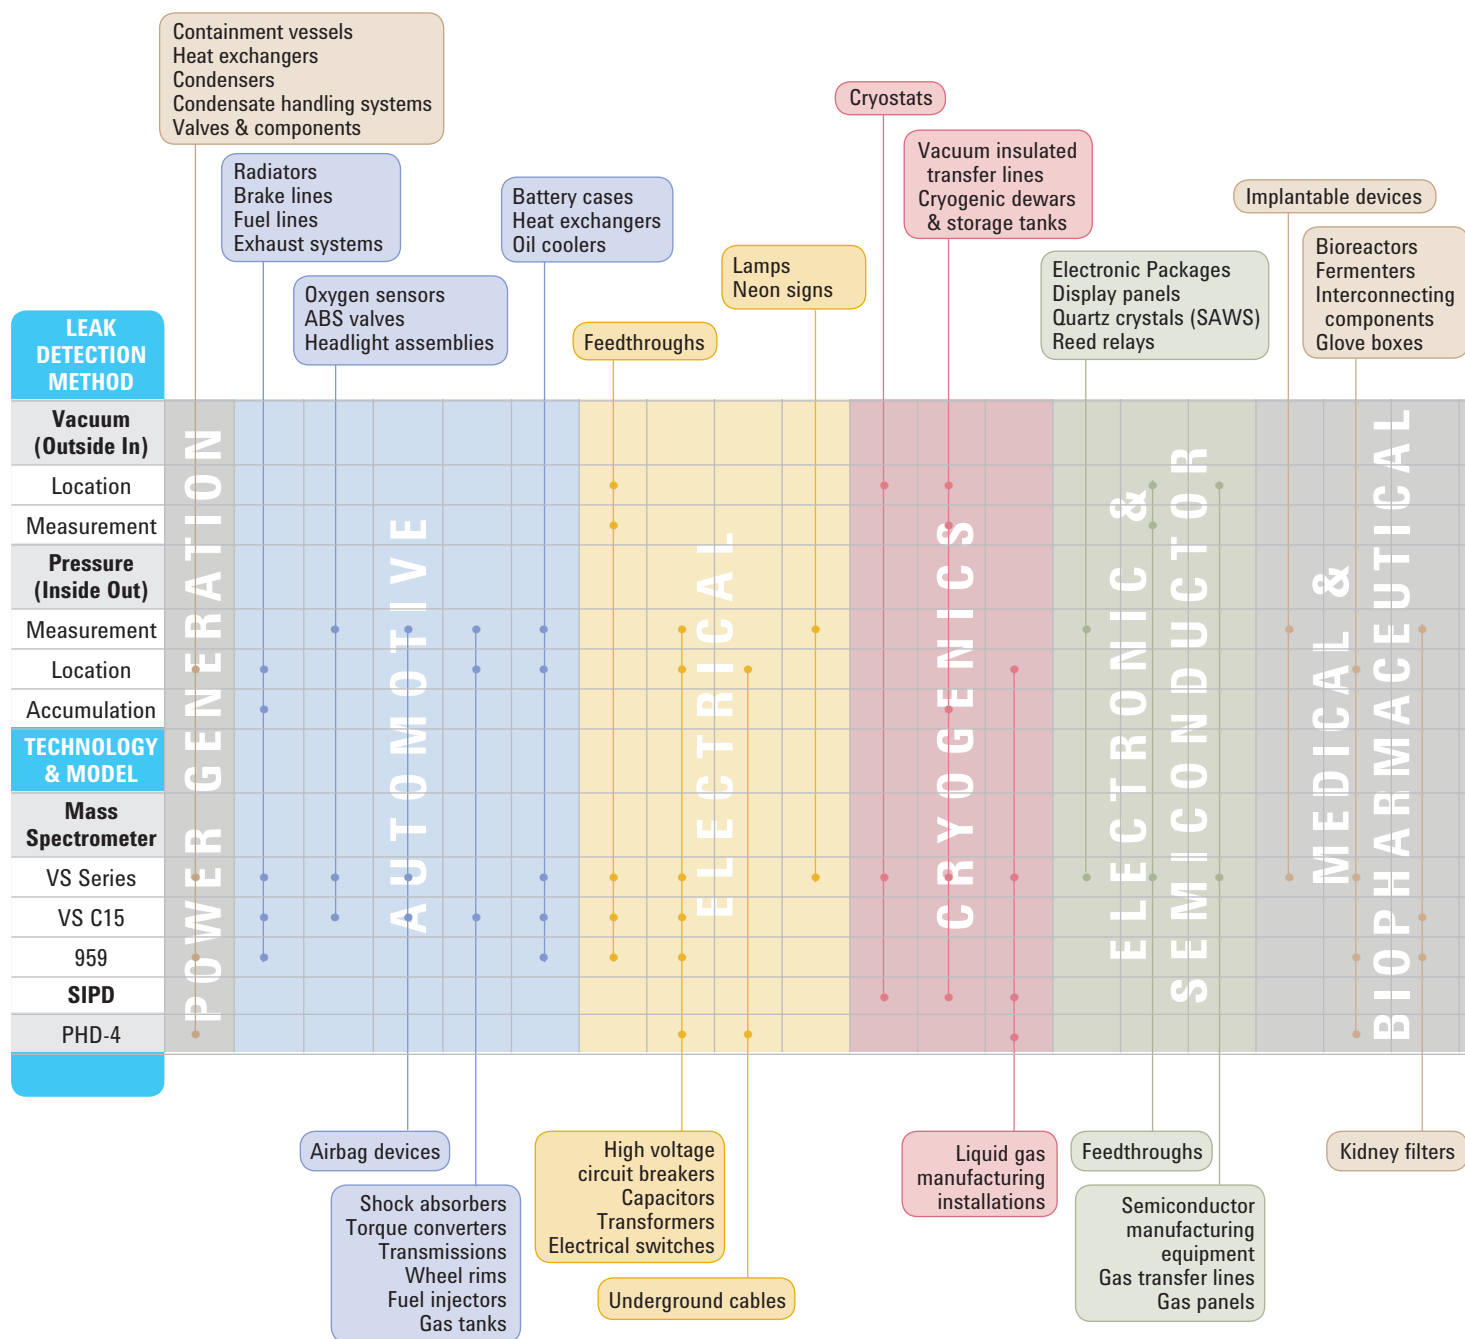 Containment vessels
Heat exchangers
Condensers
Condensate handling systems
Valves & components
Radiators
Brake lines
Fuel lines
Exhaust systems
Oxygen sensors
ABS valves
Headlight assemblies
Battery cases
Heat exchangers
Oil coolers
Feedthroughs
Lamps
Neon signs
Cryostats
Vacuum insulated
transfer lines
Cryogenic dewars
& storage tanks
Electronic Packages
Display panels
Quartz crystals (SAWS)
Reed relays
Implantable devices
Bioreactors
Fermenters
Interconnecting
components
Glove boxes
LEAK
DETECTION
METHOD
Vacuum
(Outside In)
Location
Measurement
Pressure
(Inside Out)
Measurement
Location
Accumulation
TECHNOLOGY
& MODEL
Mass
Spectrometer
VS Series
VS C15
959
SIPD
PHD-4
POWER GENERATION
AUTOMOTIVE
ELECTRICAL
CRYOGENICS
ELECTRONIC &
SEMICONDUCTOR
MEDICAL &
BIOPHARMACEUTICAL
Airbag devices
Shock absorbers
Torque converters
Transmissions
Wheel rims
Fuel injectors
Gas tanks
High voltage
circuit breakers
Capacitors
Transformers
Electrical switches
Underground cables
Liquid gas
manufacturing
installations
Feedthroughs
Semiconductor
manufacturing
equipment
Gas transfer lines
Gas panels
Kidney filters